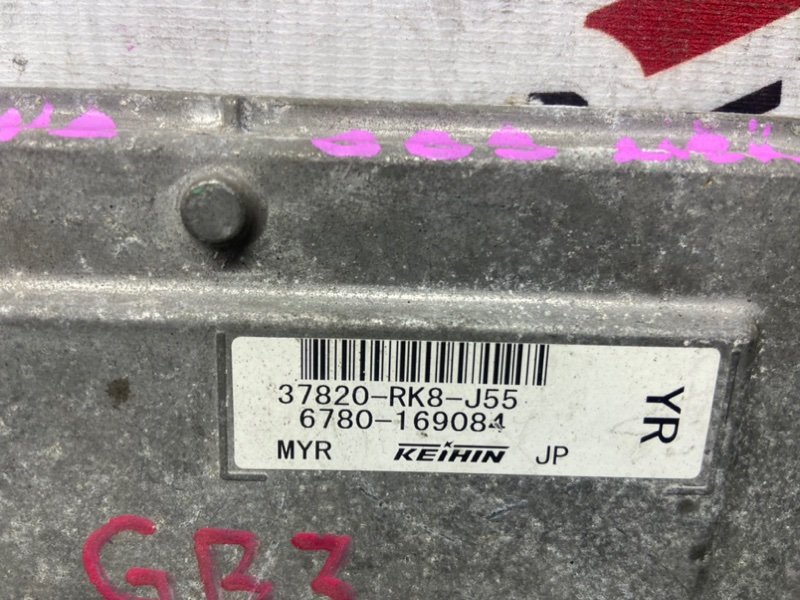 37820-RK8-J55
6780-169084
MYR KEIHIN JP
YR
GB3